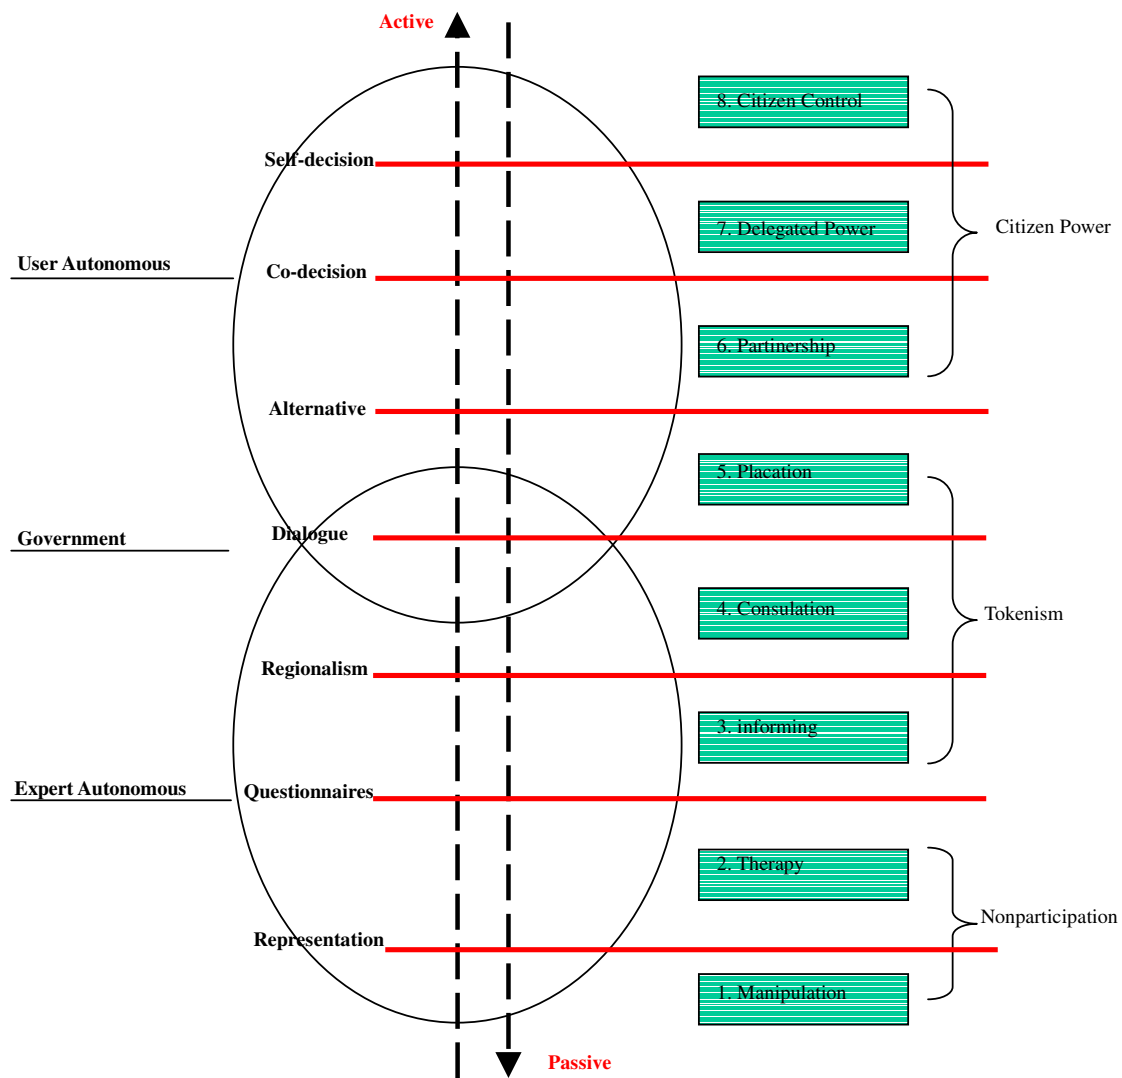 Active
8. Citizen Control
Self-decision
7. Delegated Power
Citizen Power
User Autonomous
Co-decision
6. Partinership
Alternative
5. Placation
Government
Dialogue
4. Consulation
Tokenism
Regionalism
3. informing
Expert Autonomous
Questionnaires
2. Therapy
Nonparticipation
Representation
1. Manipulation
Passive